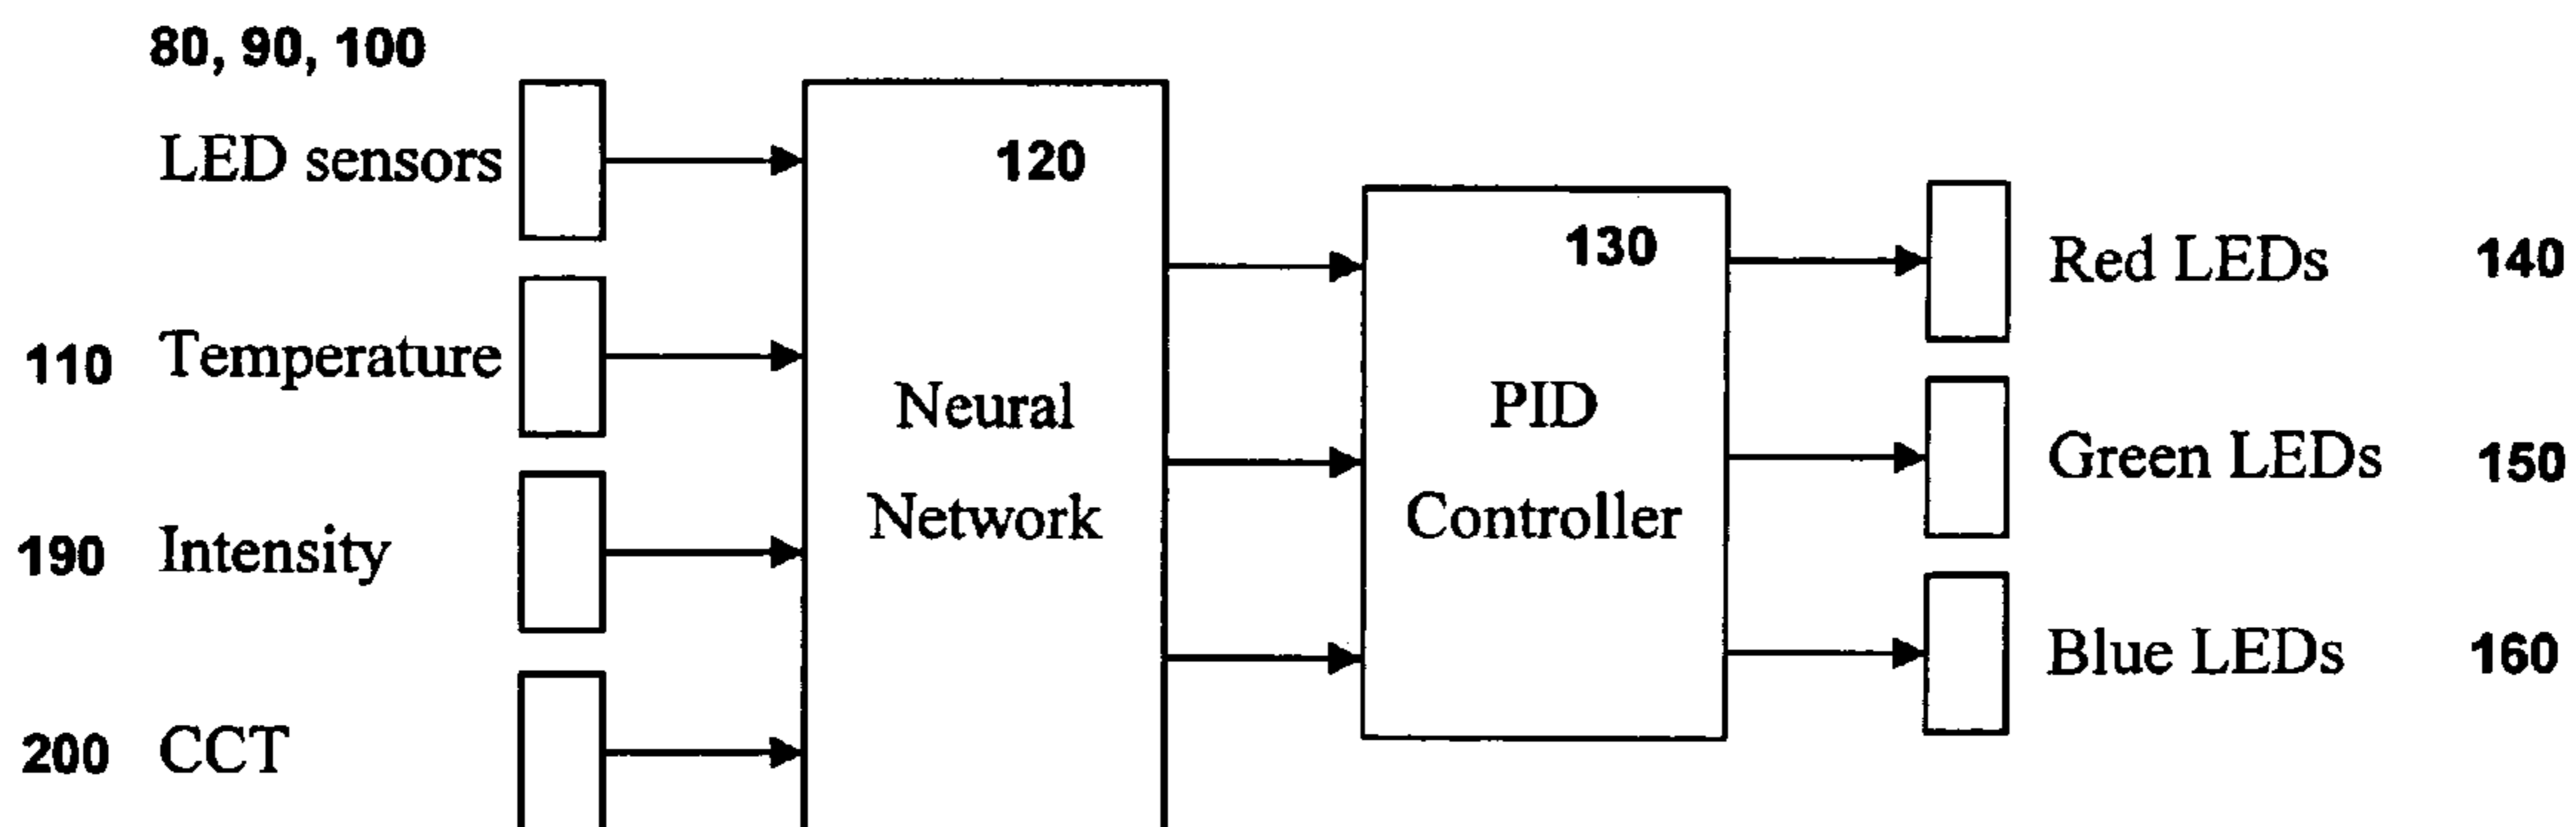 80, 90, 100
LED sensors
110 Temperature
190 Intensity
200 CCT
120
Neural
Network
130
PID
Controller
Red LEDs 140
Green LEDs 150
Blue LEDs 160